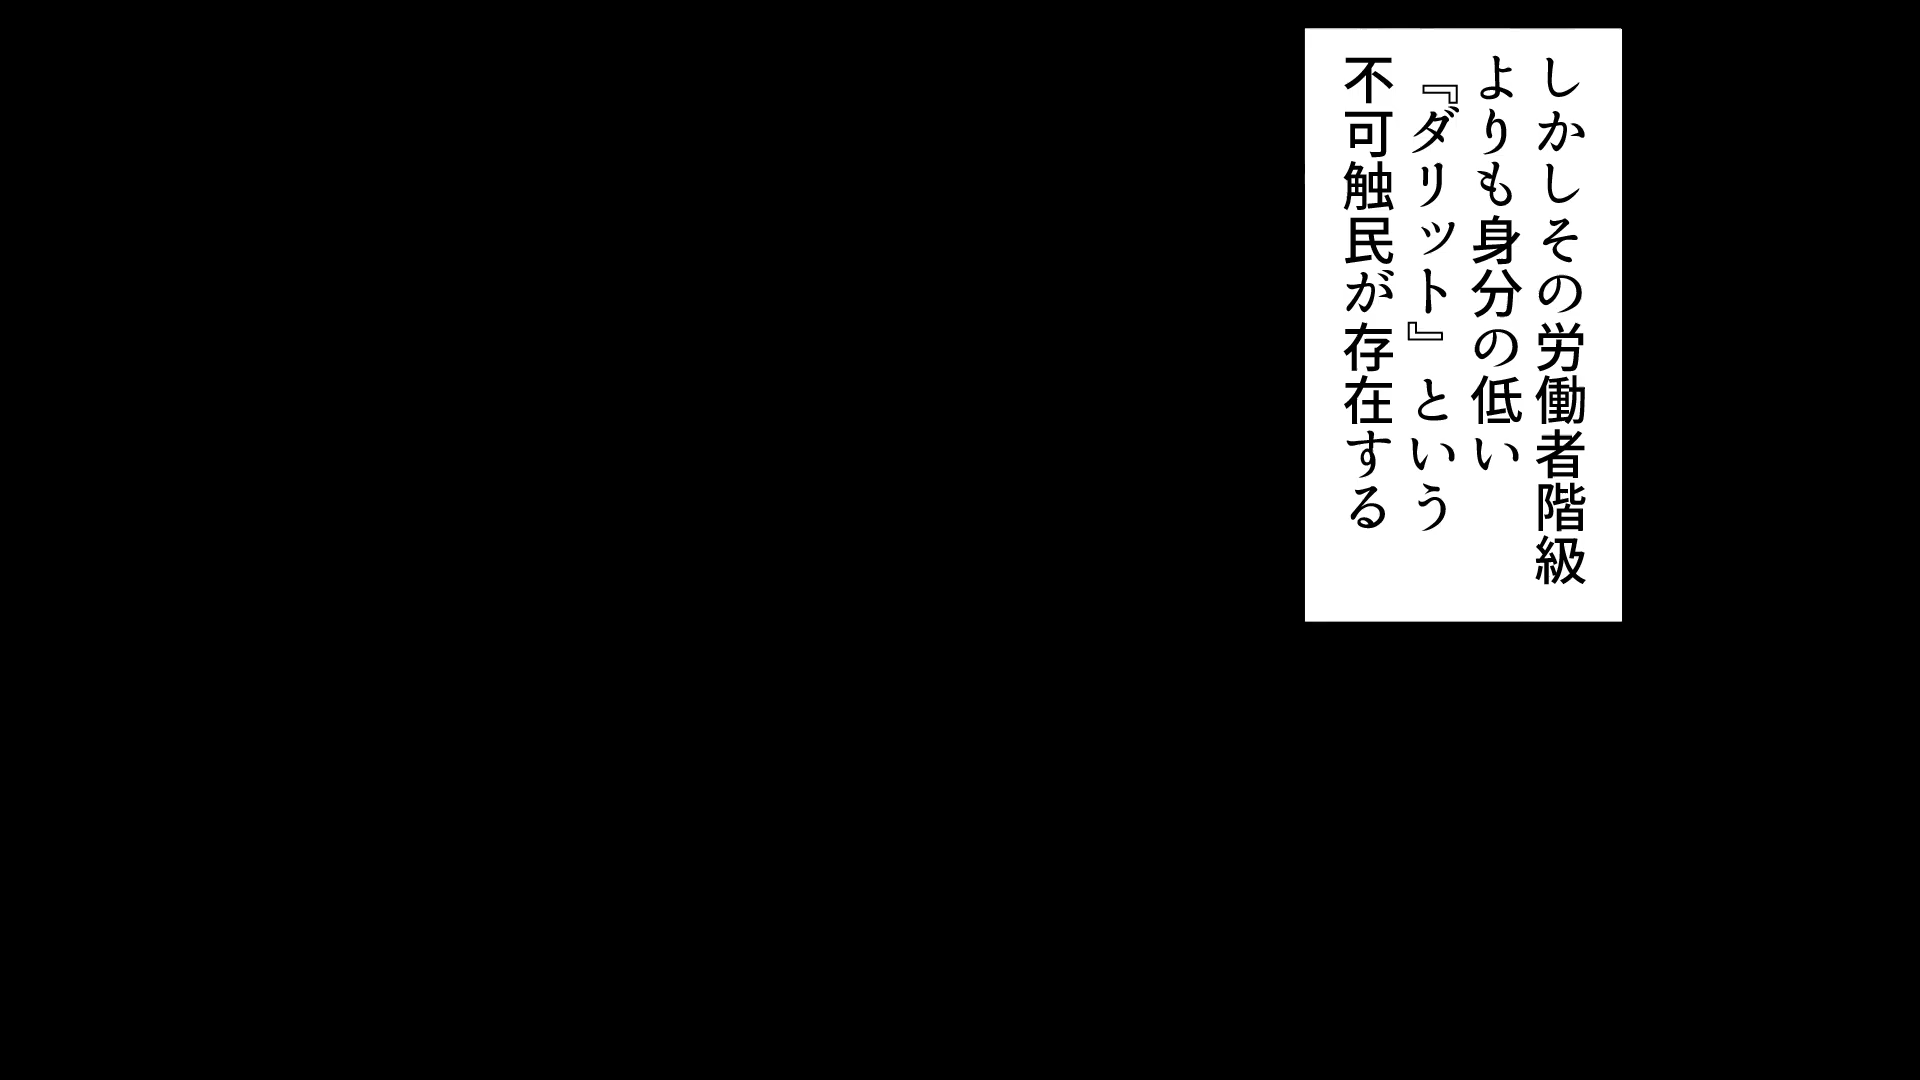 しかしその労働者階級
よりも身分の低い
『ダリット』という
不可触民が存在する